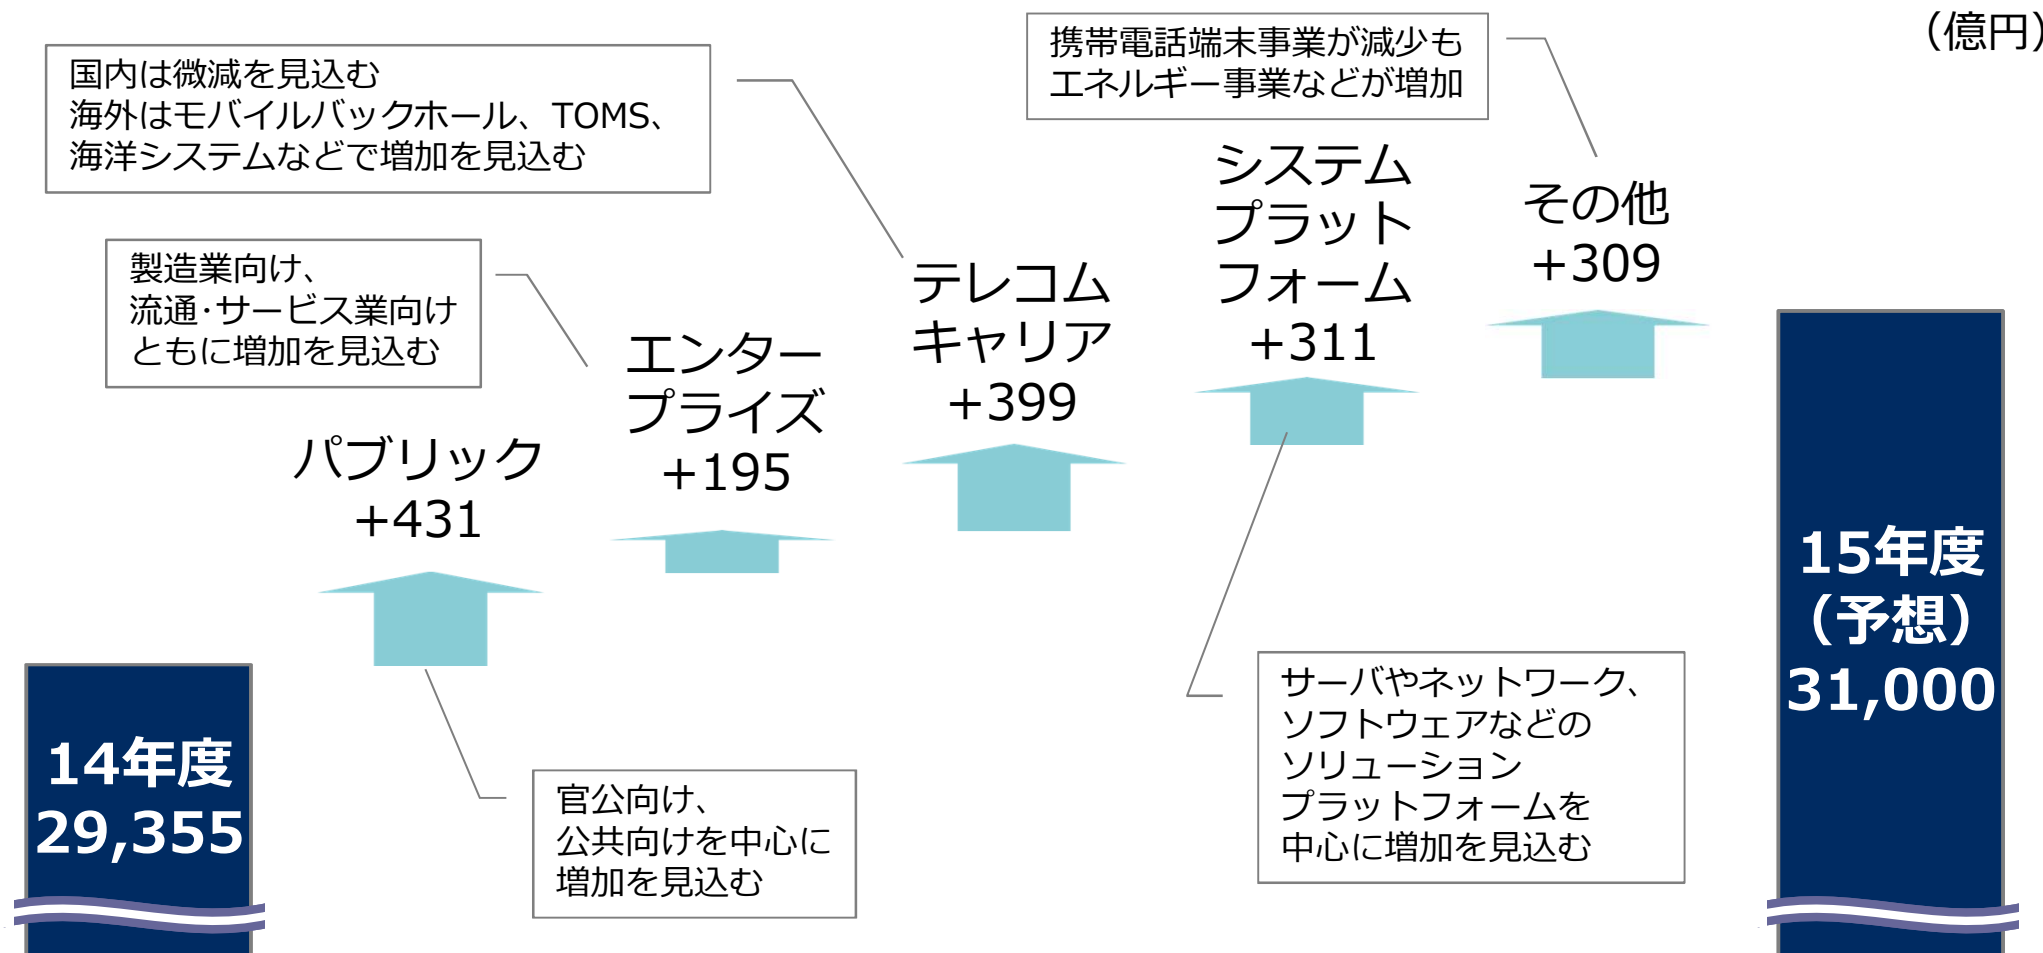 （億円）
国内は微減を見込む
海外はモバイルバックホール、TOMS、
海洋システムなどで増加を見込む
携帯電話端末事業が減少も
エネルギー事業などが増加
製造業向け、
流通･サービス業向け
ともに増加を見込む
パブリック
+431
エンター
プライズ
+195
テレコム
キャリア
+399
システム
プラット
フォーム
+311
その他
+309
14年度
29,355
官公向け、
公共向けを中心に
増加を見込む
サーバやネットワーク、
ソフトウェアなどの
ソリューション
プラットフォームを
中心に増加を見込む
15年度
（予想）
31,000